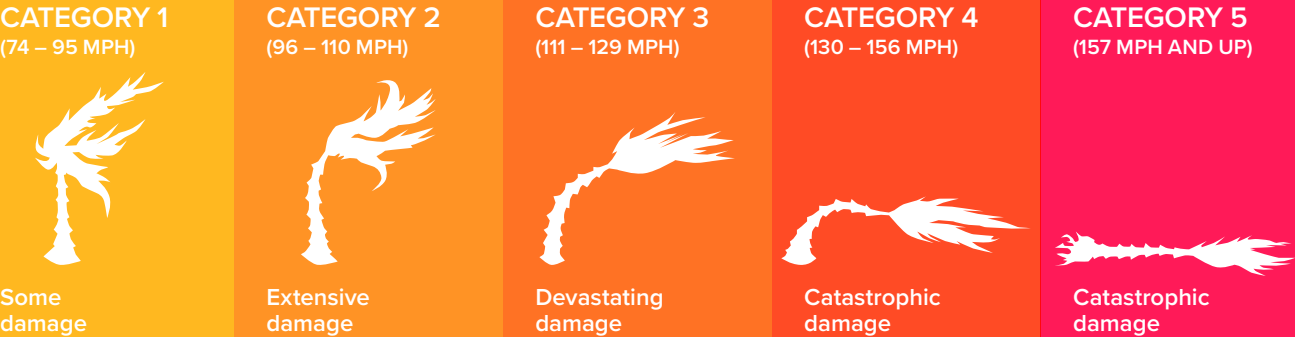 CATEGORY 1
(74 – 95 MPH)
Some
damage
CATEGORY 2
(96 – 110 MPH)
Extensive
damage
CATEGORY 3
(111 – 129 MPH)
Devastating
damage
CATEGORY 4
(130 – 156 MPH)
Catastrophic
damage
CATEGORY 5
(157 MPH AND UP)
Catastrophic
damage